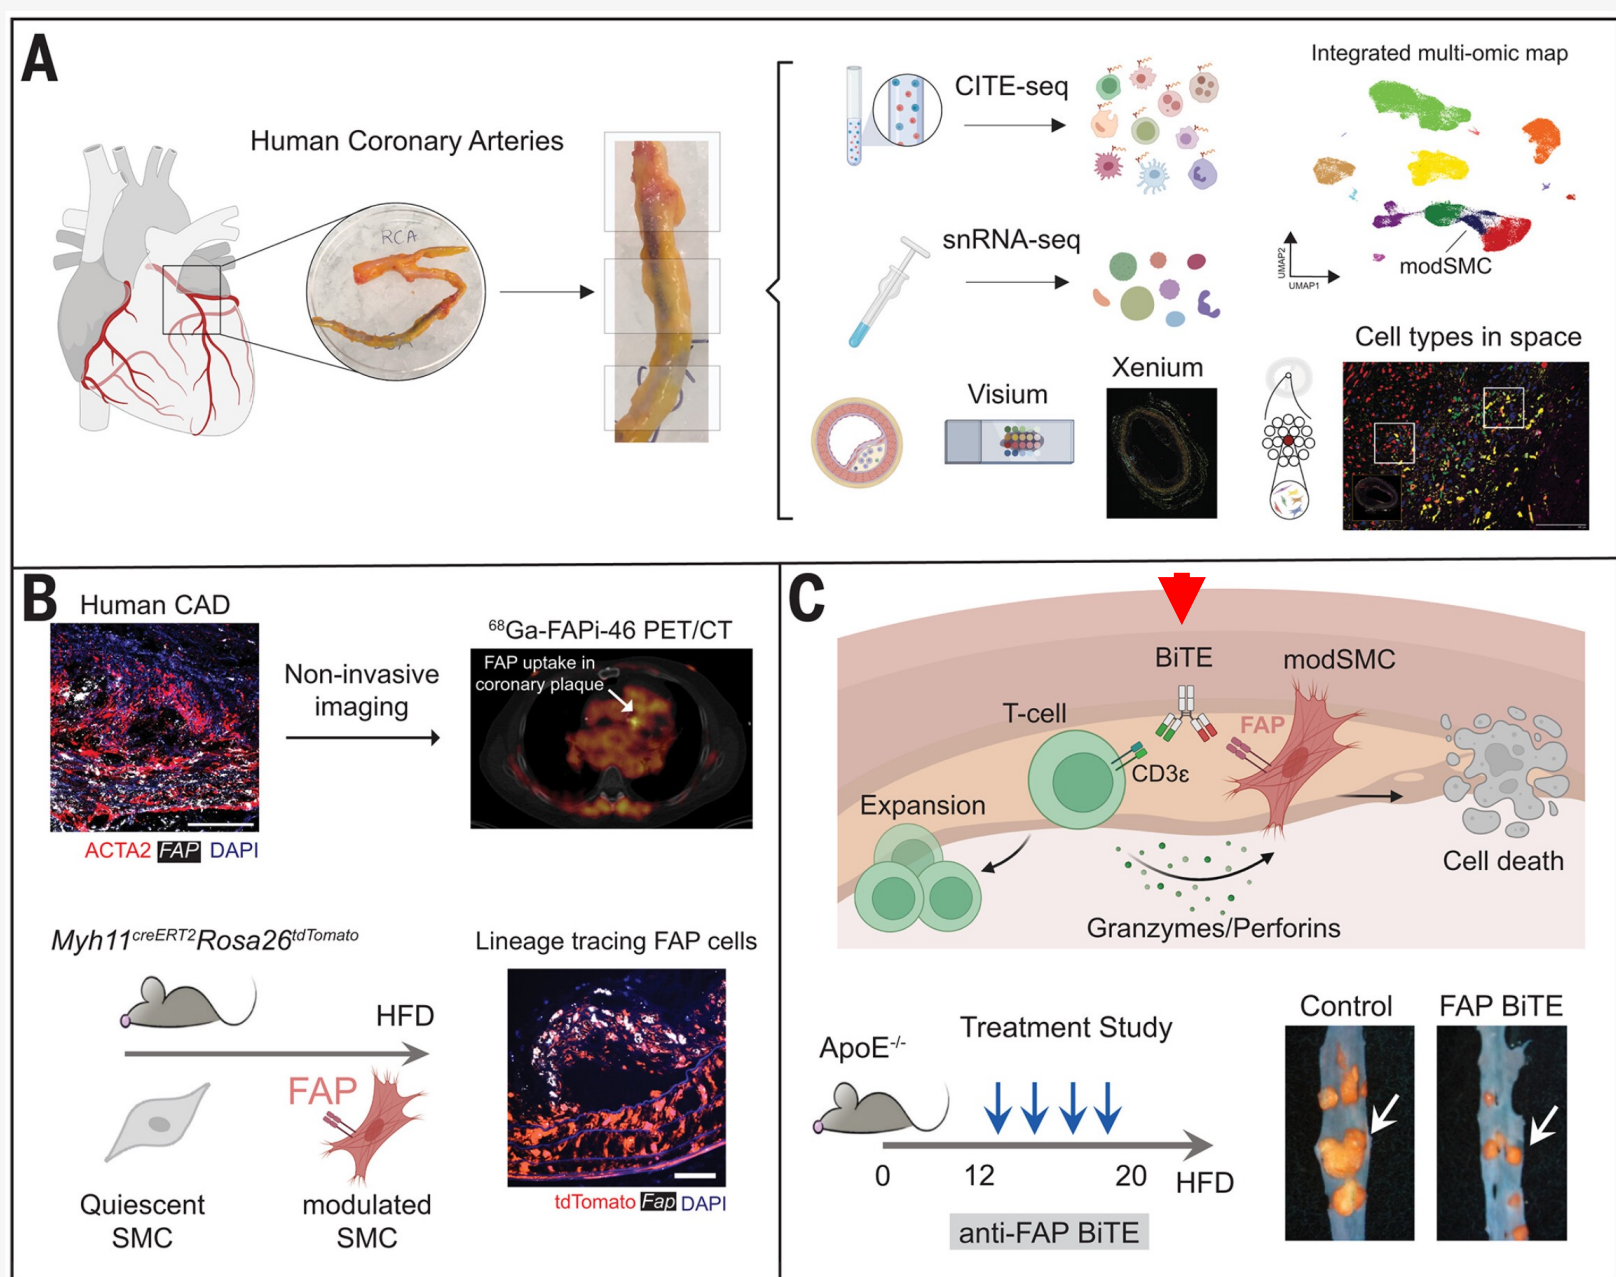 A
Human Coronary Arteries
RCA
CITE-seq
snRNA-seq
Visium
Xenium
Integrated multi-omic map
modSMC
UMAP2
UMAP1
Cell types in space
B
Human CAD
ACTA2 FAP DAPI
Non-invasive
imaging
68Ga-FAPi-46 PET/CT
FAP uptake in
coronary plaque
Myh11creERT2Rosa26tdTomato
HFD
FAP
Quiescent
SMC
modulated
SMC
Lineage tracing FAP cells
tdTomato Fap DAPI
C
BiTE
modSMC
T-cell
FAP
CD3ε
Expansion
Cell death
Granzymes/Perforins
Treatment Study
ApoE-/-
0 12 20 HFD
anti-FAP BiTE
Control
FAP BiTE